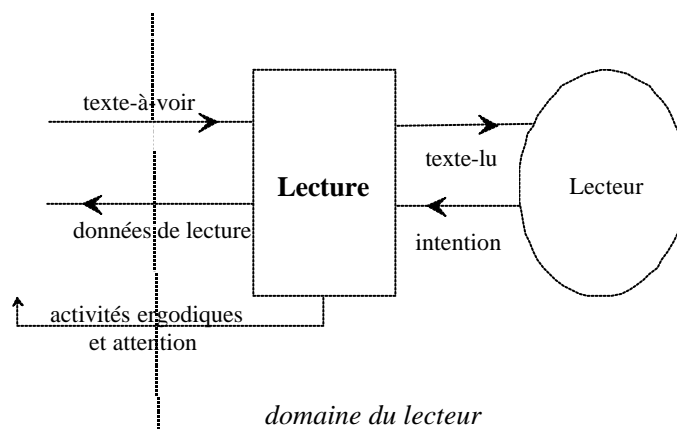 texte-à-voir
texte-lu
Lecture
Lecteur
données de lecture
intention
activités ergodiques
et attention
domaine du lecteur